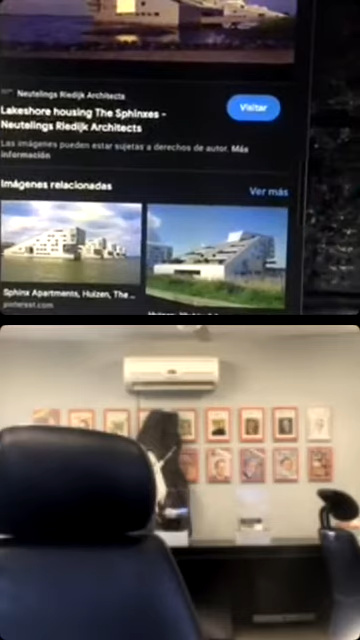 Neutelings Riedijk Architects
Lakeshore housing The Sphinxes -
Neutelings Riedijk Architects
Visitar
Las imágenes pueden estar sujetas a derechos de autor. Más
información
Imágenes relacionadas
Ver más
Sphinx Apartments, Huizen, The ...
pinterest.com